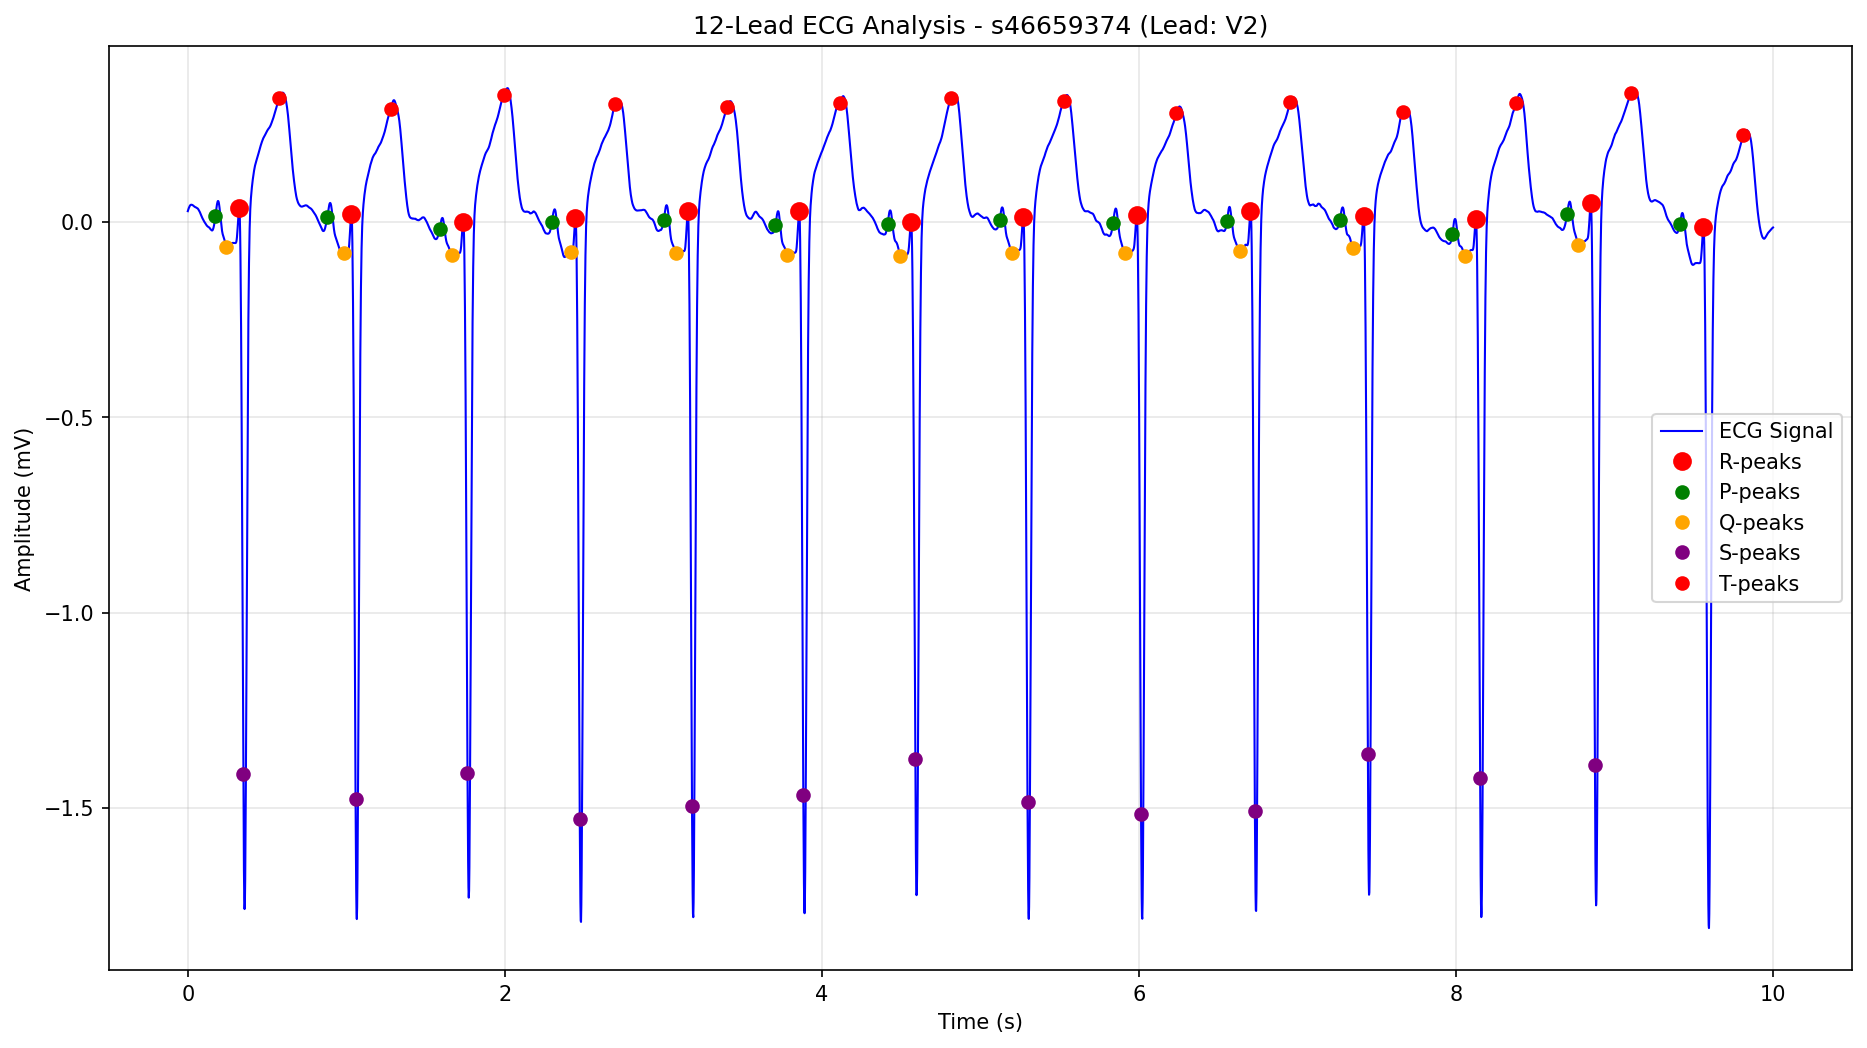 12-Lead ECG Analysis - s46659374 (Lead: V2)
Amplitude (mV)
0.0
−0.5
−1.0
−1.5
ECG Signal
R-peaks
P-peaks
Q-peaks
S-peaks
T-peaks
0 2 4 6 8 10
Time (s)